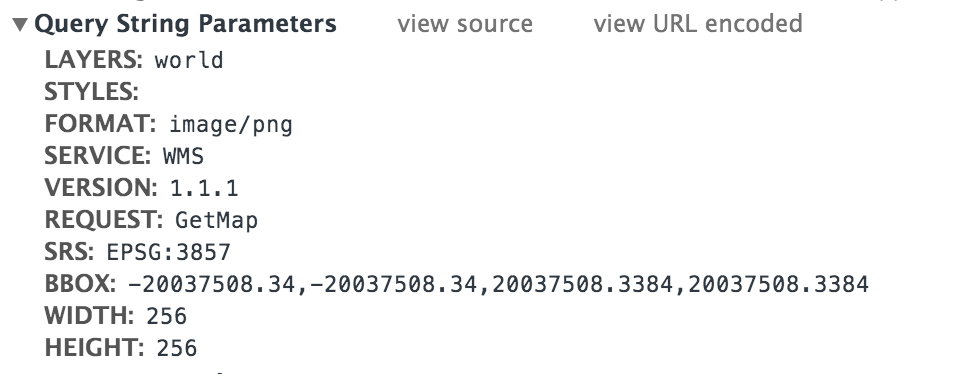 ▼ Query String Parameters view source view URL encoded
LAYERS: world
STYLES:
FORMAT: image/png
SERVICE: WMS
VERSION: 1.1.1
REQUEST: GetMap
SRS: EPSG:3857
BBOX: -20037508.34,-20037508.34,20037508.3384,20037508.3384
WIDTH: 256
HEIGHT: 256